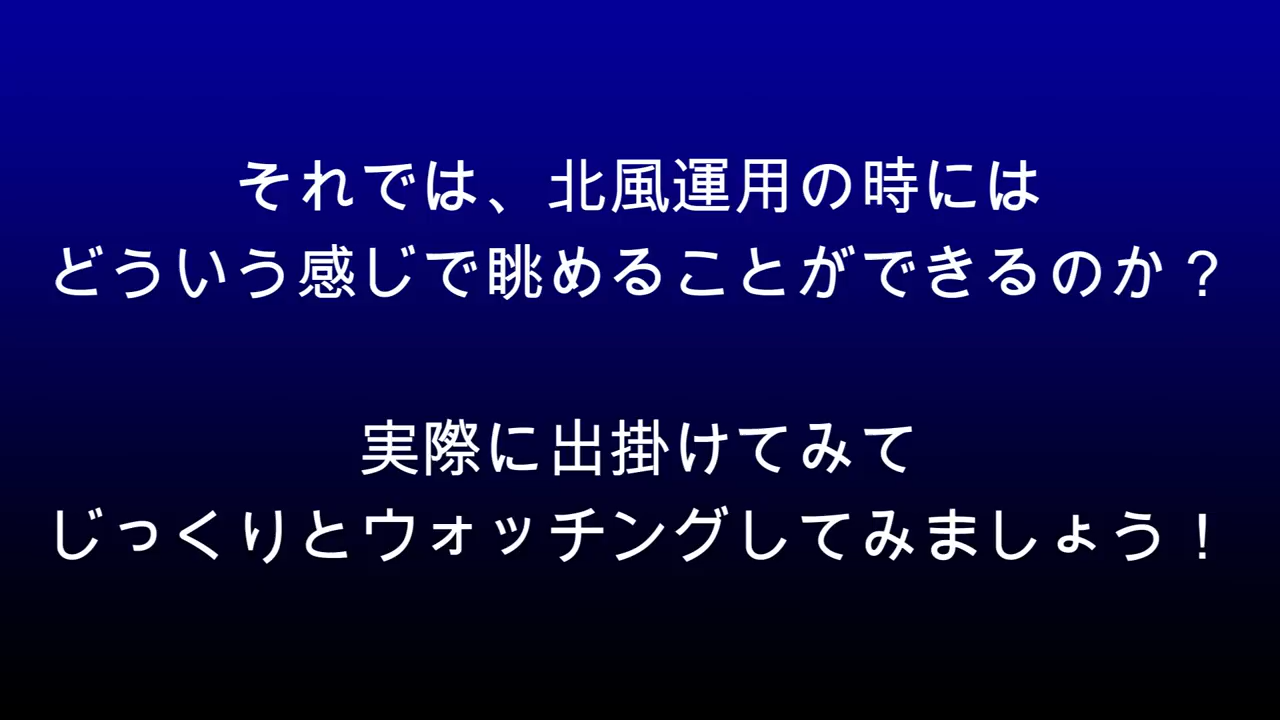 それでは、北風運用の時には
どういう感じで眺めることができるのか？
実際に出掛けてみて
じっくりとウォッチングしてみましょう！